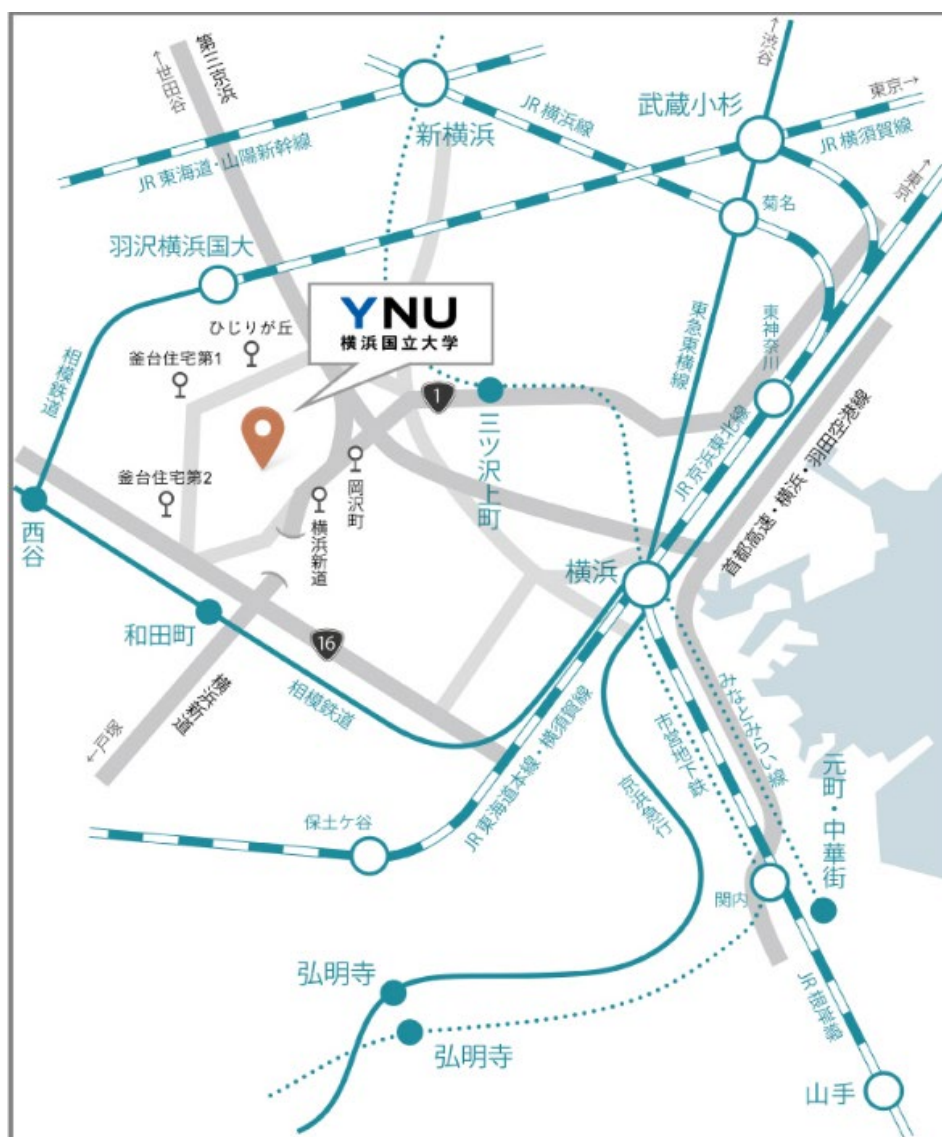 ←世田谷
第三京浜
←渋谷
新横浜
JR横浜線
武蔵小杉
東京→
JR横須賀線
JR東海道・山陽新幹線
←東京
菊名
羽沢横浜国大
YNU
横浜国立大学
ひじりが丘
釜台住宅第1
相模鉄道
東急東横線
東神奈川
1
三ツ沢上町
JR京浜東北線
首都高速・横浜・羽田空港線
岡沢町
釜台住宅第2
横浜新道
西谷
横浜
和田町
16
横浜新道
←戸塚
相模鉄道
JR東海道本線・横須賀線
市営地下鉄
みなとみらい線
京浜急行
元町・中華街
保土ケ谷
関内
弘明寺
弘明寺
JR根岸線
山手